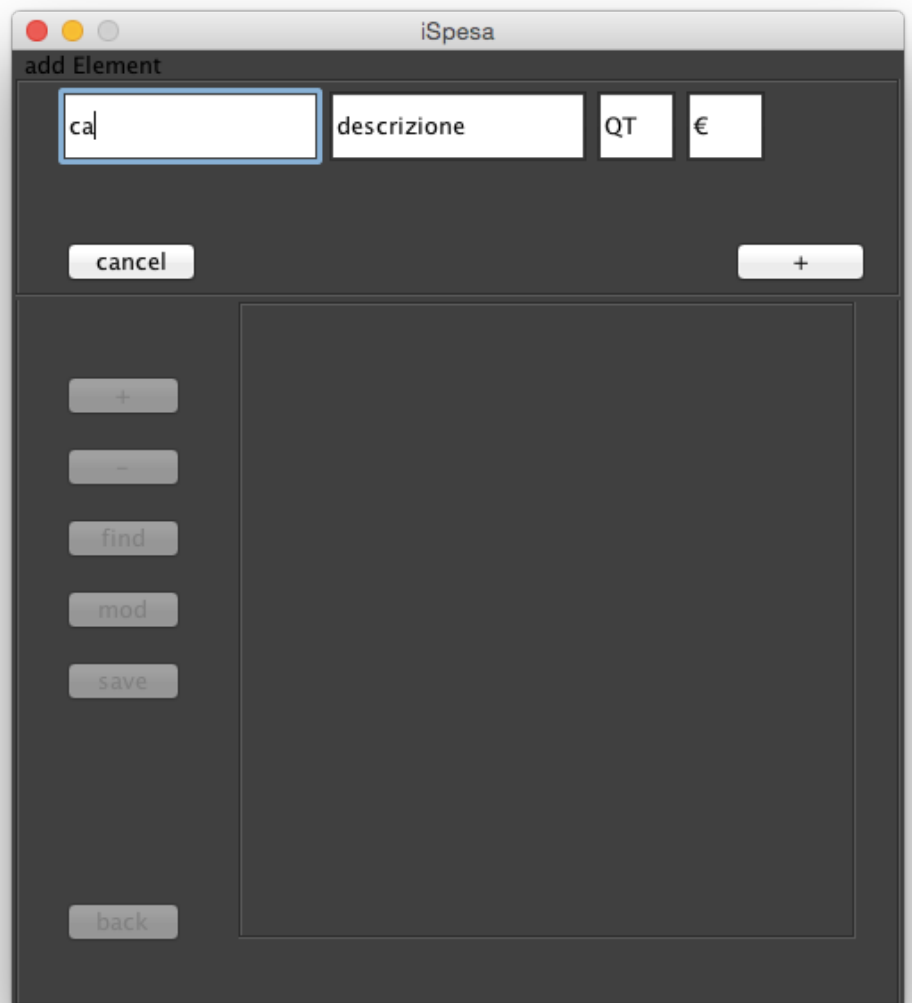 iSpesa
add Element
ca descrizione QT €
cancel +
+
-
find
mod
save
back